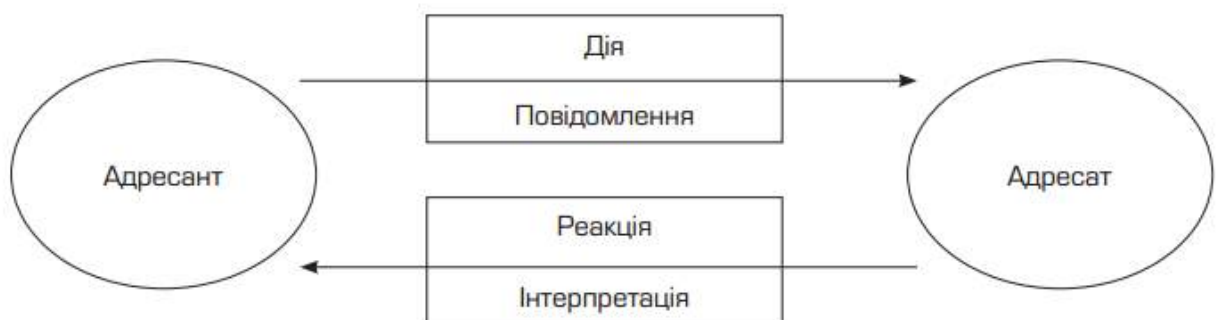 Дія
Повідомлення
Адресант
Адресат
Реакція
Інтерпретація